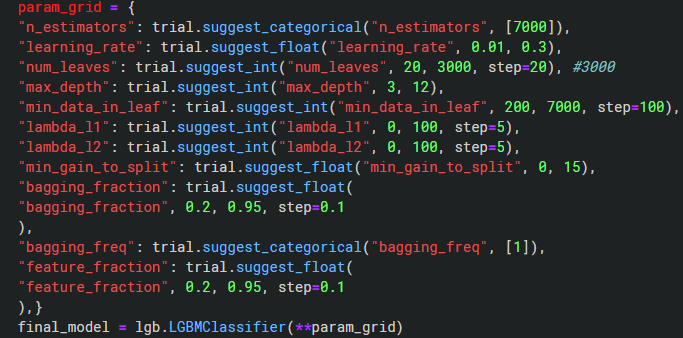 param_grid = {
"n_estimators": trial.suggest_categorical("n_estimators", [7000]),
"learning_rate": trial.suggest_float("learning_rate", 0.01, 0.3),
"num_leaves": trial.suggest_int("num_leaves", 20, 3000, step=20), #3000
"max_depth": trial.suggest_int("max_depth", 3, 12),
"min_data_in_leaf": trial.suggest_int("min_data_in_leaf", 200, 7000, step=100),
"lambda_l1": trial.suggest_int("lambda_l1", 0, 100, step=5),
"lambda_l2": trial.suggest_int("lambda_l2", 0, 100, step=5),
"min_gain_to_split": trial.suggest_float("min_gain_to_split", 0, 15),
"bagging_fraction": trial.suggest_float(
"bagging_fraction", 0.2, 0.95, step=0.1
),
"bagging_freq": trial.suggest_categorical("bagging_freq", [1]),
"feature_fraction": trial.suggest_float(
"feature_fraction", 0.2, 0.95, step=0.1
),}
final_model = lgb.LGBMClassifier(**param_grid)